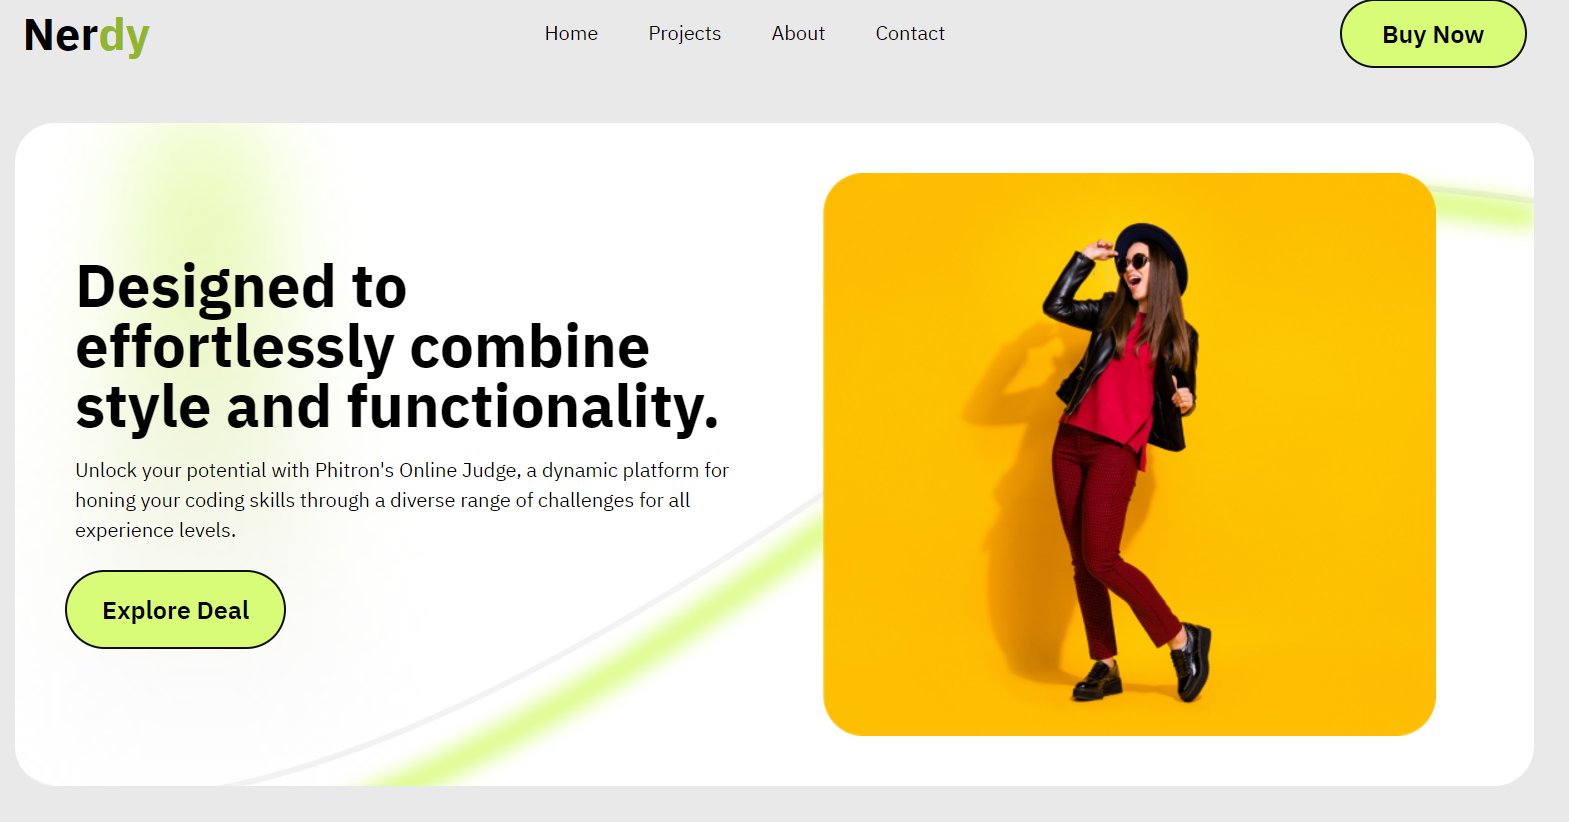 Nerdy
Home Projects About Contact
Buy Now
Designed to
effortlessly combine
style and functionality.
Unlock your potential with Phitron's Online Judge, a dynamic platform for
honing your coding skills through a diverse range of challenges for all
experience levels.
Explore Deal